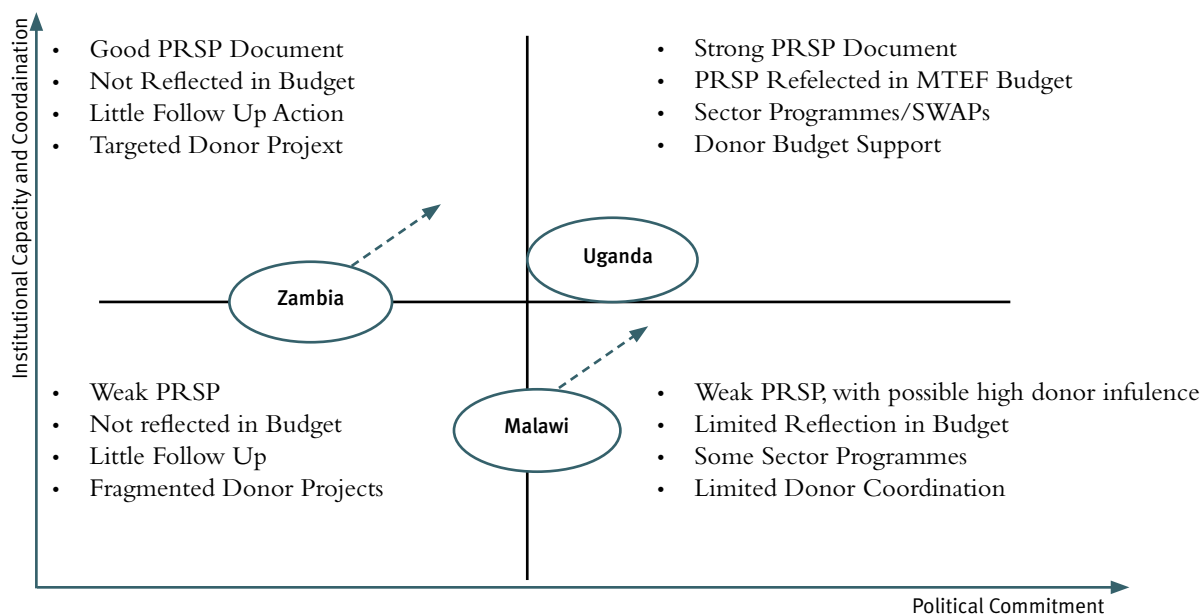 Institutional Capacity and Coordaination
• Good PRSP Document
• Not Reflected in Budget
• Little Follow Up Action
• Targeted Donor Projext
• Strong PRSP Document
• PRSP Refelected in MTEF Budget
• Sector Programmes/SWAPs
• Donor Budget Support
Uganda
Zambia
Malawi
• Weak PRSP
• Not reflected in Budget
• Little Follow Up
• Fragmented Donor Projects
• Weak PRSP, with possible high donor infulence
• Limited Reflection in Budget
• Some Sector Programmes
• Limited Donor Coordination
Political Commitment